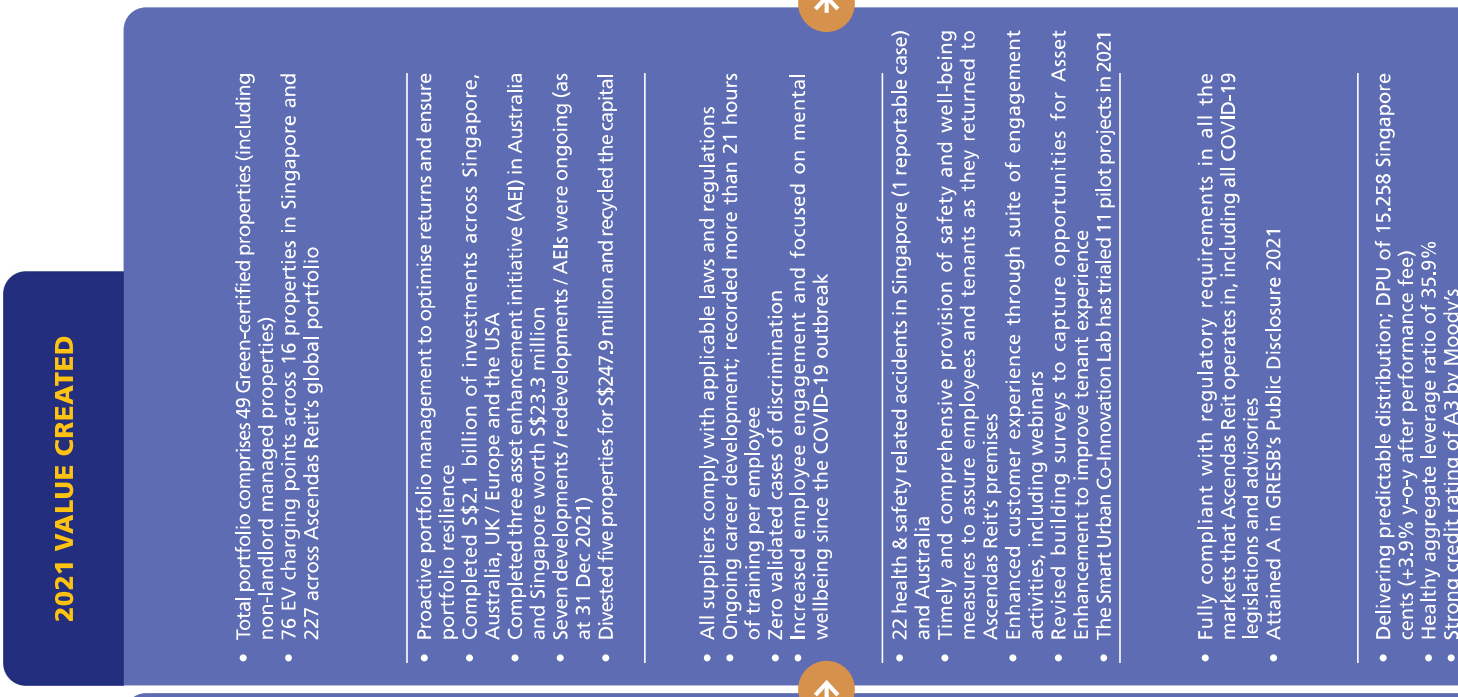 2021 VALUE CREATED
• Total portfolio comprises 49 Green-certified properties (including
non-landlord managed properties)
• 76 EV charging points across 16 properties in Singapore and
227 across Ascendas Reit's global portfolio
• Proactive portfolio management to optimise returns and ensure
portfolio resilience
• Completed S$2.1 billion of investments across Singapore,
Australia, UK / Europe and the USA
• Completed three asset enhancement initiative (AEI) in Australia
and Singapore worth S$23.3 million
• Seven developments / redevelopments / AEIs were ongoing (as
at 31 Dec 2021)
• Divested five properties for S$247.9 million and recycled the capital
• All suppliers comply with applicable laws and regulations
• Ongoing career development; recorded more than 21 hours
of training per employee
• Zero validated cases of discrimination
• Increased employee engagement and focused on mental
wellbeing since the COVID-19 outbreak
• 22 health & safety related accidents in Singapore (1 reportable case)
and Australia
• Timely and comprehensive provision of safety and well-being
measures to assure employees and tenants as they returned to
Ascendas Reit's premises
• Enhanced customer experience through suite of engagement
activities, including webinars
• Revised building surveys to capture opportunities for Asset
Enhancement to improve tenant experience
• The Smart Urban Co-Innovation Lab has trialed 11 pilot projects in 2021
• Fully compliant with regulatory requirements in all the
markets that Ascendas Reit operates in, including all COVID-19
legislations and advisories
• Attained A in GRESB's Public Disclosure 2021
• Delivering predictable distribution; DPU of 15.258 Singapore
cents (+3.9% y-o-y after performance fee)
• Healthy aggregate leverage ratio of 35.9%
• Strong credit rating of A3 by Moody's